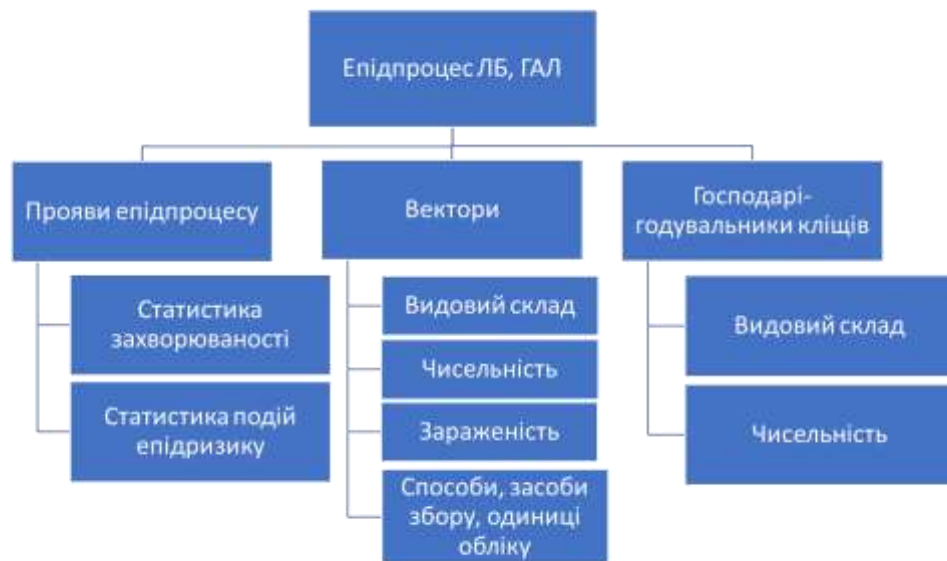 Епідпроцес ЛБ, ГАЛ
Прояви епідпроцесу
Статистика
захворюваності
Статистика подій
епідризику
Вектори
Видовий склад
Чисельність
Зараженість
Способи, засоби
збору, одиниці
обліку
Господарі-
годувальники кліщів
Видовий склад
Чисельність